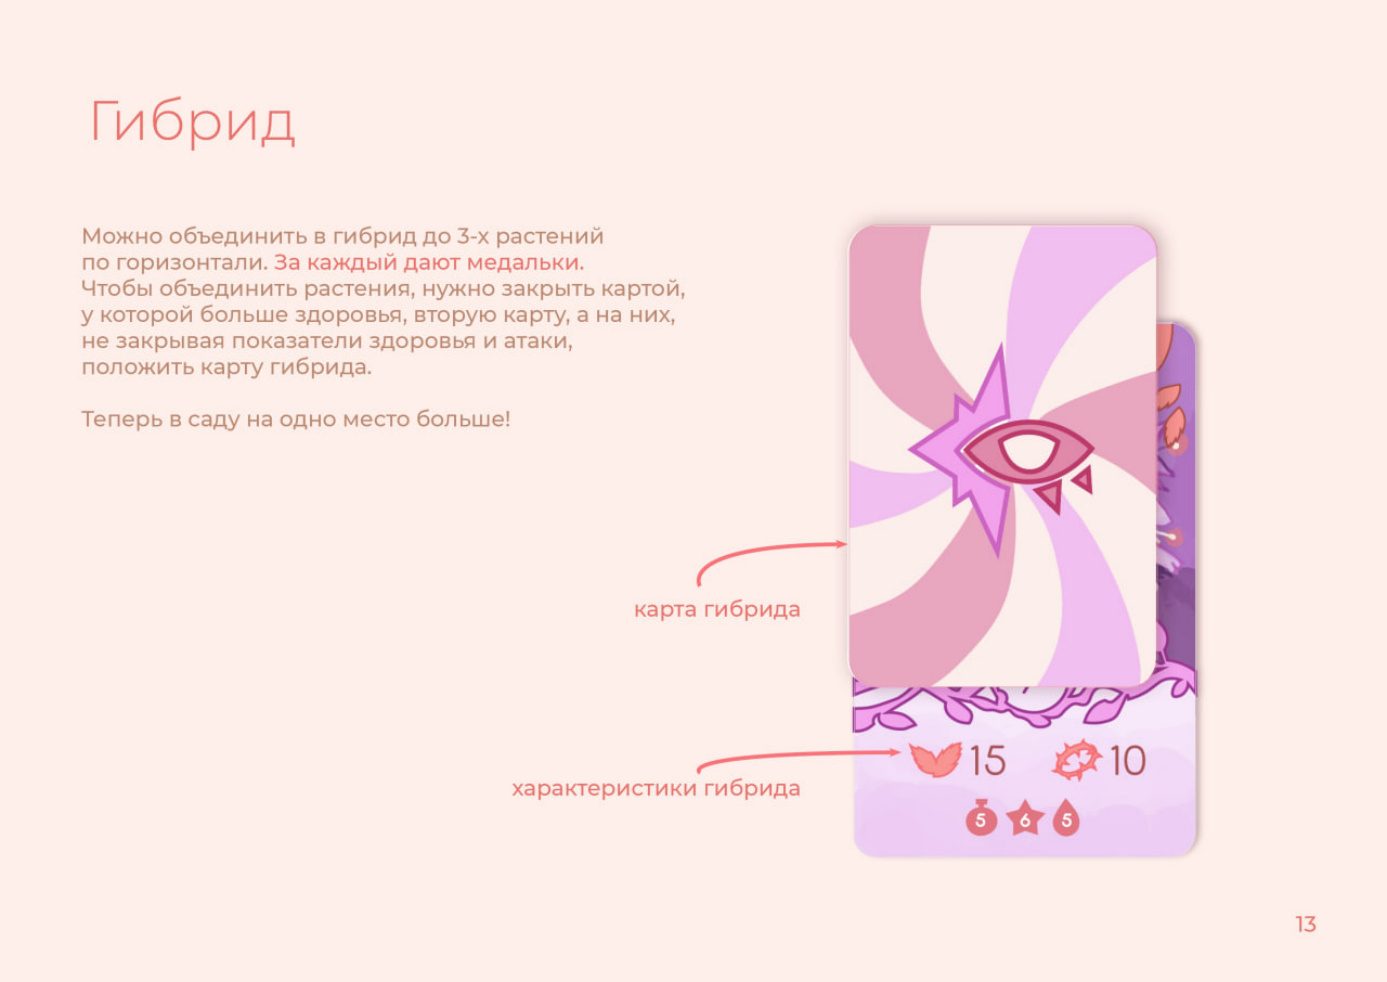 Гибрид
Можно объединить в гибрид до 3-х растений
по горизонтали. За каждый дают медальки.
Чтобы объединить растения, нужно закрыть картой,
у которой больше здоровья, вторую карту, а на них,
не закрывая показатели здоровья и атаки,
положить карту гибрида.
Теперь в саду на одно место больше!
карта гибрида
15 10
характеристики гибрида
5 6 5
13